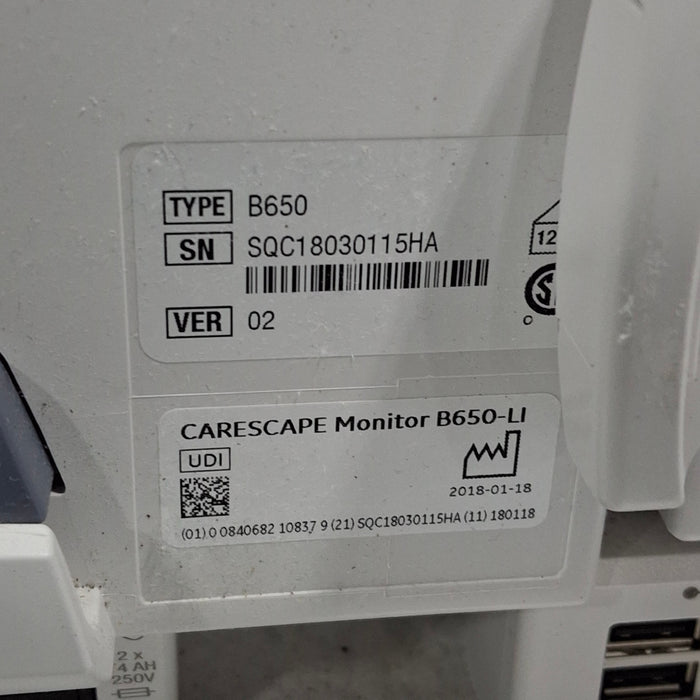 TYPE B650
SN SQC18030115HA
12
VER 02
CARESCAPE Monitor B650-LI
UDI
2018-01-18
(01) 0 0840682 10837 9 (21) SQC18030115HA (11) 180118
2 x
4 AH
250V